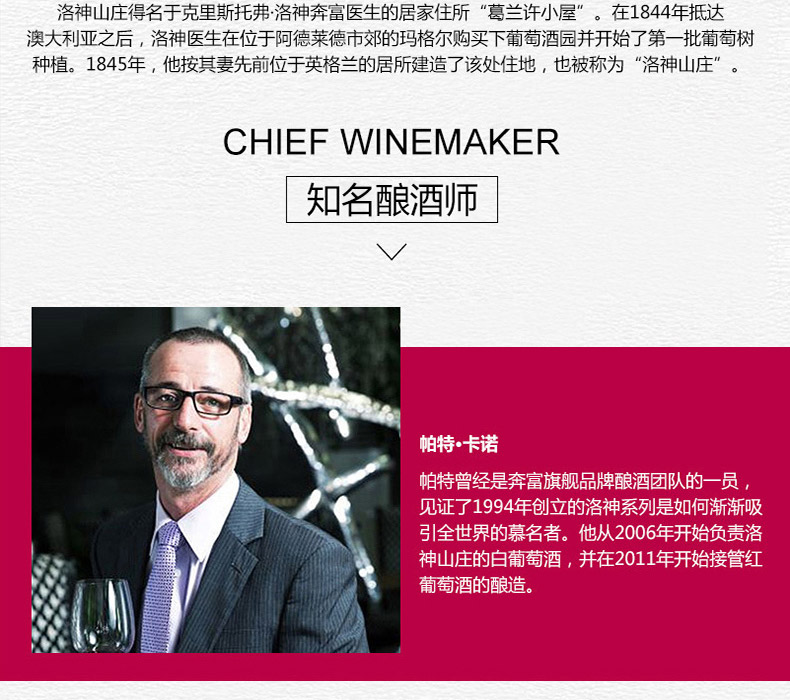 洛神山庄得名于克里斯托弗·洛神奔富医生的居家住所“葛兰许小屋”。在1844年抵达
澳大利亚之后，洛神医生在位于阿德莱德市郊的玛格尔购买下葡萄酒园并开始了第一批葡萄树
种植。1845年，他按其妻先前位于英格兰的居所建造了该处住地，也被称为“洛神山庄”。
CHIEF WINEMAKER
知名酿酒师
帕特·卡诺
帕特曾经是奔富旗舰品牌酿酒团队的一员，
见证了1994年创立的洛神系列是如何渐渐吸
引全世界的慕名者。他从2006年开始负责洛
神山庄的白葡萄酒，并在2011年开始接管红
葡萄酒的酿造。